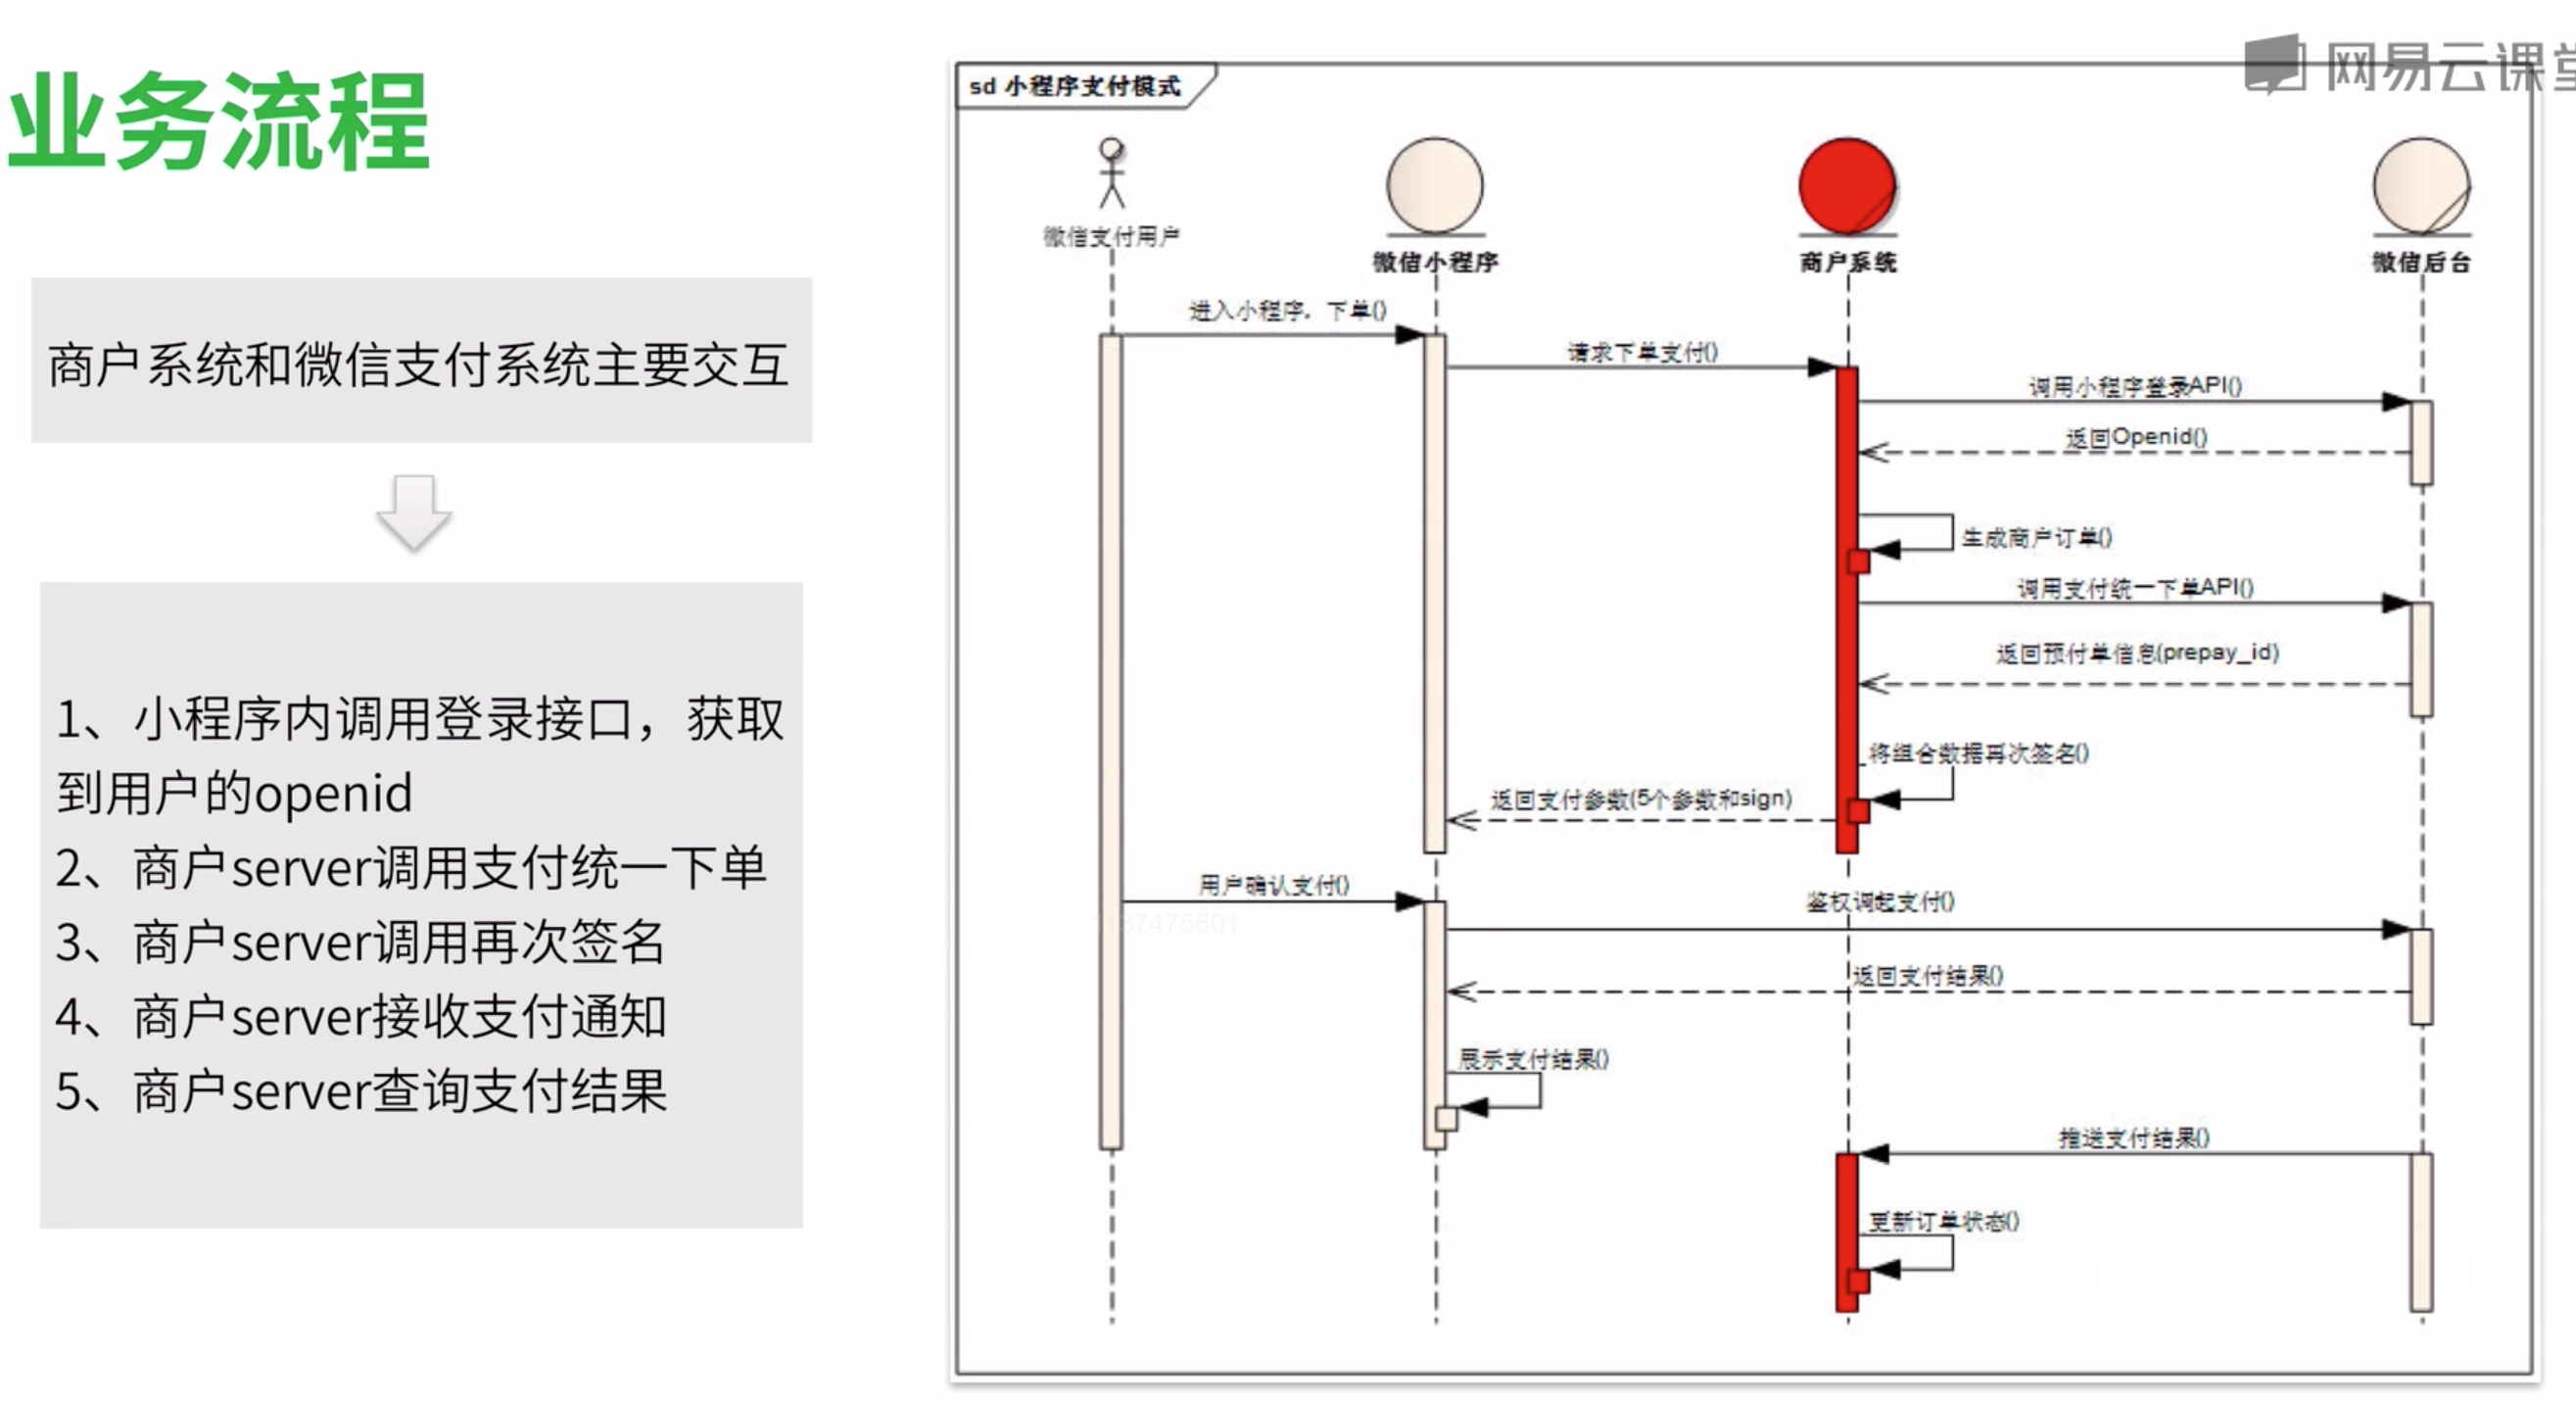 业务流程
商户系统和微信支付系统主要交互
1、小程序内调用登录接口，获取
到用户的openid
2、商户server调用支付统一下单
3、商户server调用再次签名
4、商户server接收支付通知
5、商户server查询支付结果
网易云课堂
sd 小程序支付模式
微信支付用户
微信小程序
商户系统
微信后台
进入小程序，下单()
请求下单支付()
调用小程序登录API()
返回Openid()
生成商户订单()
调用支付统一下单API()
返回预付单信息(prepay_id)
将组合数据再次签名()
返回支付参数(5个参数和sign)
用户确认支付()
1137475601
鉴权调起支付()
返回支付结果()
展示支付结果()
推送支付结果()
更新订单状态()